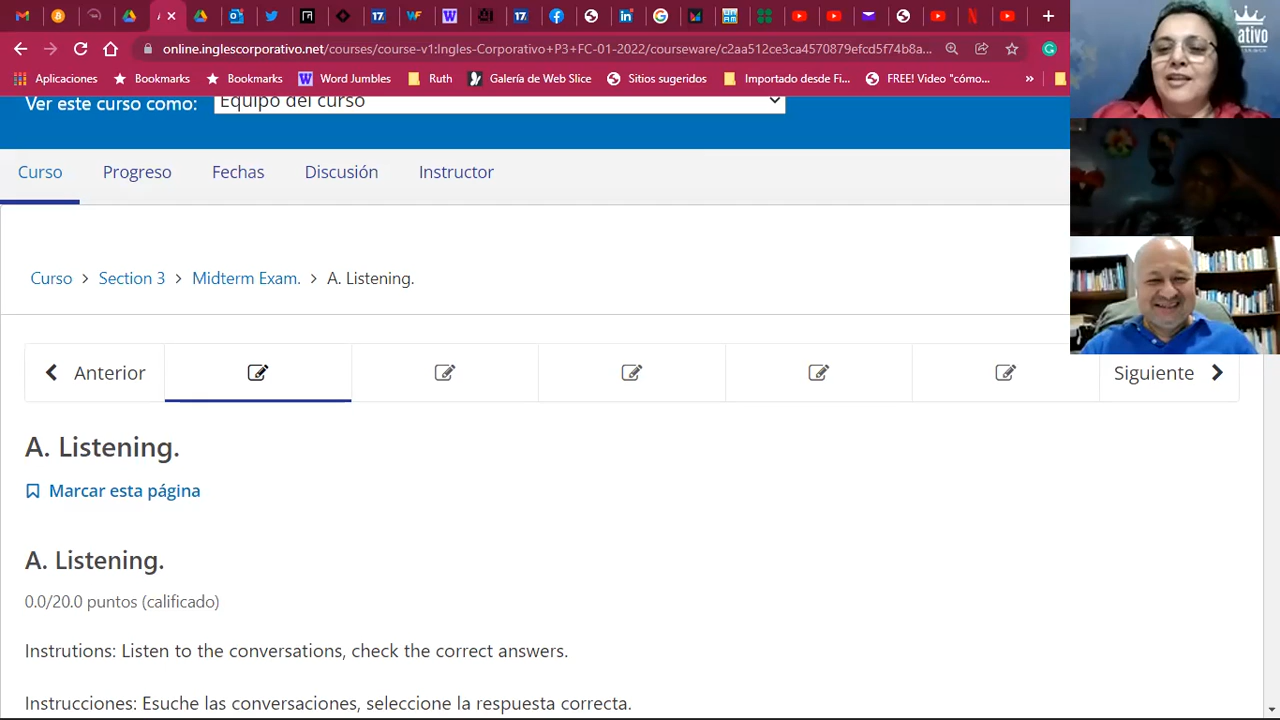 17.
WF
W
17.
online.inglescorporativo.net/courses/course-v1:Ingles-Corporativo+P3+FC-01-2022/courseware/c2aa512ce3ca4570879efcd5f74b8a...
Aplicaciones Bookmarks Bookmarks Word Jumbles Ruth Galería de Web Slice Sitios sugeridos Importado desde Fi... FREE! Video "cómo... »
ativo
Ver este curso como: Equipo del curso
Curso Progreso Fechas Discusión Instructor
Curso > Section 3 > Midterm Exam. > A. Listening.
Anterior Siguiente
A. Listening.
Marcar esta página
A. Listening.
0.0/20.0 puntos (calificado)
Instrutions: Listen to the conversations, check the correct answers.
Instrucciones: Esuche las conversaciones, seleccione la respuesta correcta.